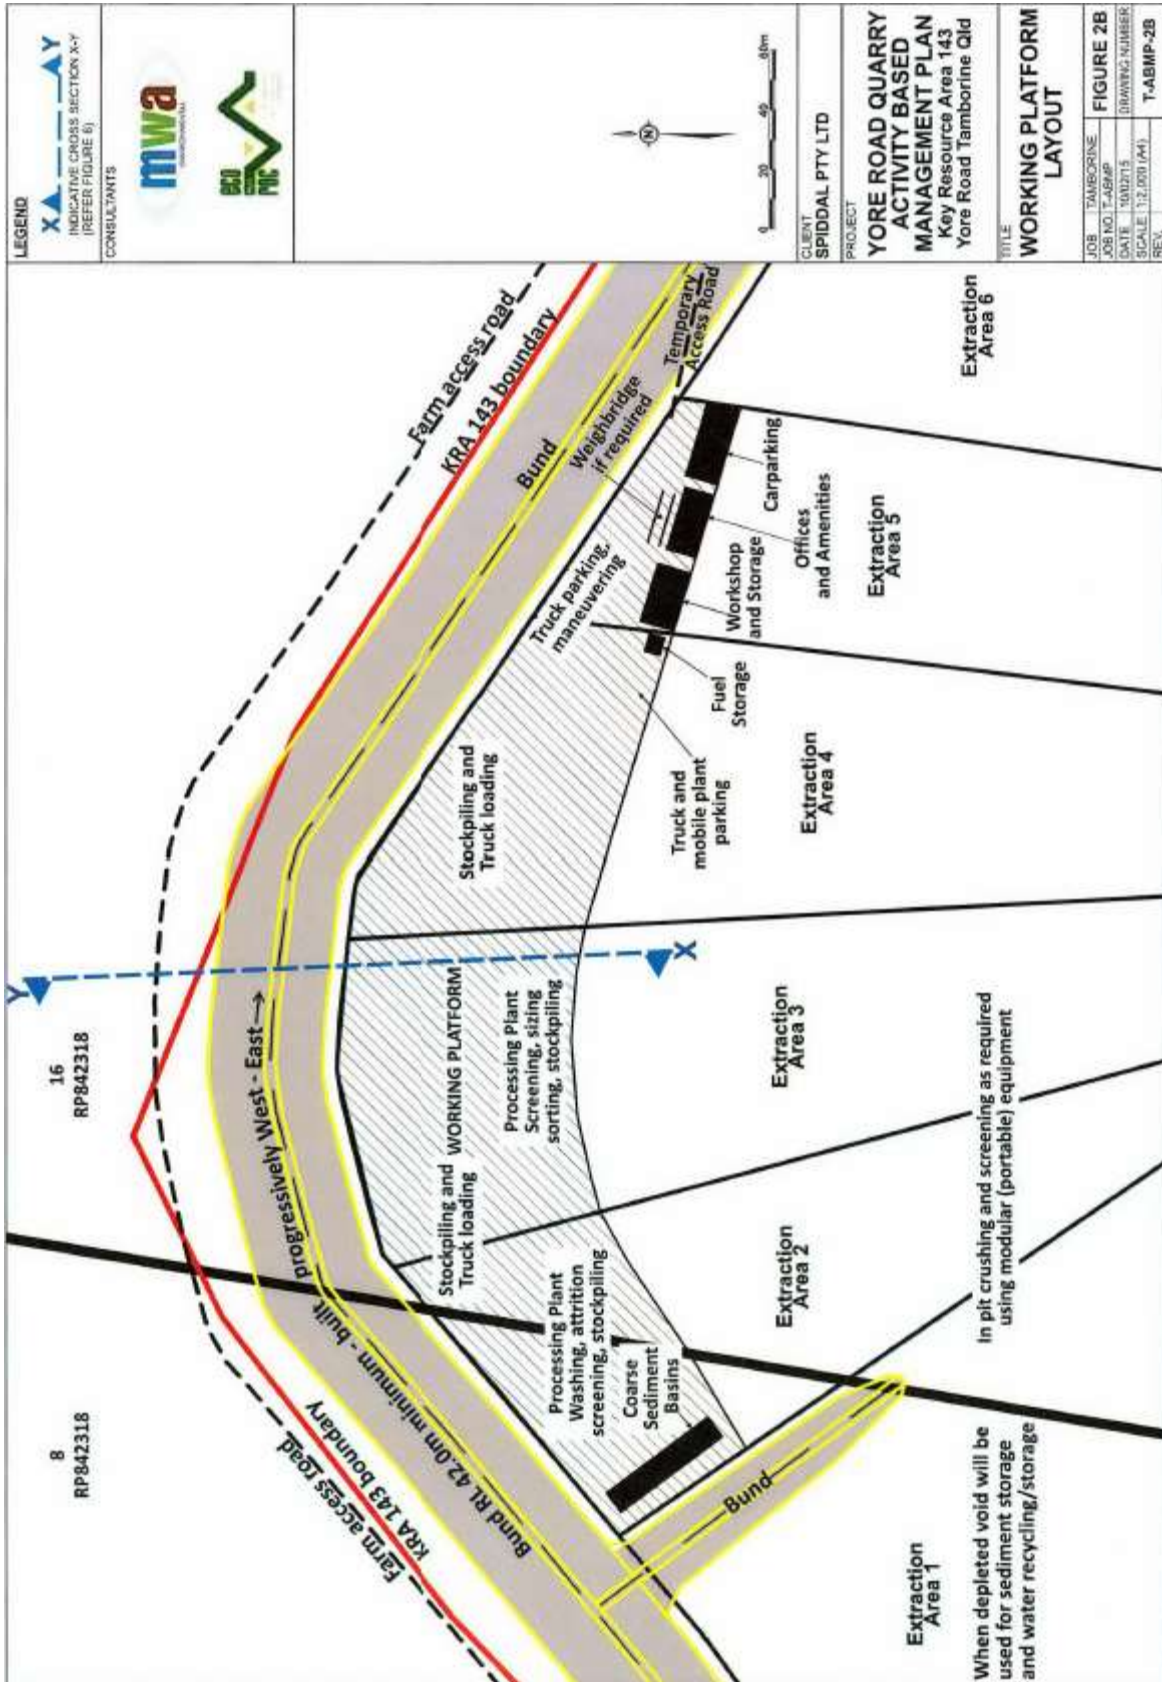 8
RP842318
16
RP842318
Y
Farm access road
KRA 143 boundary
Farm access road
KRA 143 boundary
Bund RL 42.0m minimum - built progressively West - East
Bund
Weighbridge
if required
Temporary
Access Road
Stockpiling and
Truck loading
WORKING PLATFORM
Stockpiling and
Truck loading
Truck parking,
maneuvering
Processing Plant
Washing, attrition
screening, stockpiling
Processing Plant
Screening, sizing
sorting, stockpiling
Coarse
Sediment
Basins
X
Truck and
mobile plant
parking
Fuel
Storage
Workshop
and Storage
Offices
and Amenities
Carparking
Bund
Extraction
Area 1
Extraction
Area 2
Extraction
Area 3
Extraction
Area 4
Extraction
Area 5
Extraction
Area 6
When depleted void will be
used for sediment storage
and water recycling/storage
In pit crushing and screening as required
using modular (portable) equipment
LEGEND
X Y
INDICATIVE CROSS SECTION X-Y
(REFER FIGURE 6)
CONSULTANTS
mwa
eco
N
0 20 40 60m
CLIENT
SPIDDAL PTY LTD
PROJECT
YORE ROAD QUARRY
ACTIVITY BASED
MANAGEMENT PLAN
Key Resource Area 143
Yore Road Tamborine Qld
TITLE
WORKING PLATFORM
LAYOUT
JOB TAMBORINE
JOB NO. T-ABMP
DATE 10/02/15
SCALE 1:2,000 (A4)
REV.
FIGURE 2B
DRAWING NUMBER
T-ABMP-2B